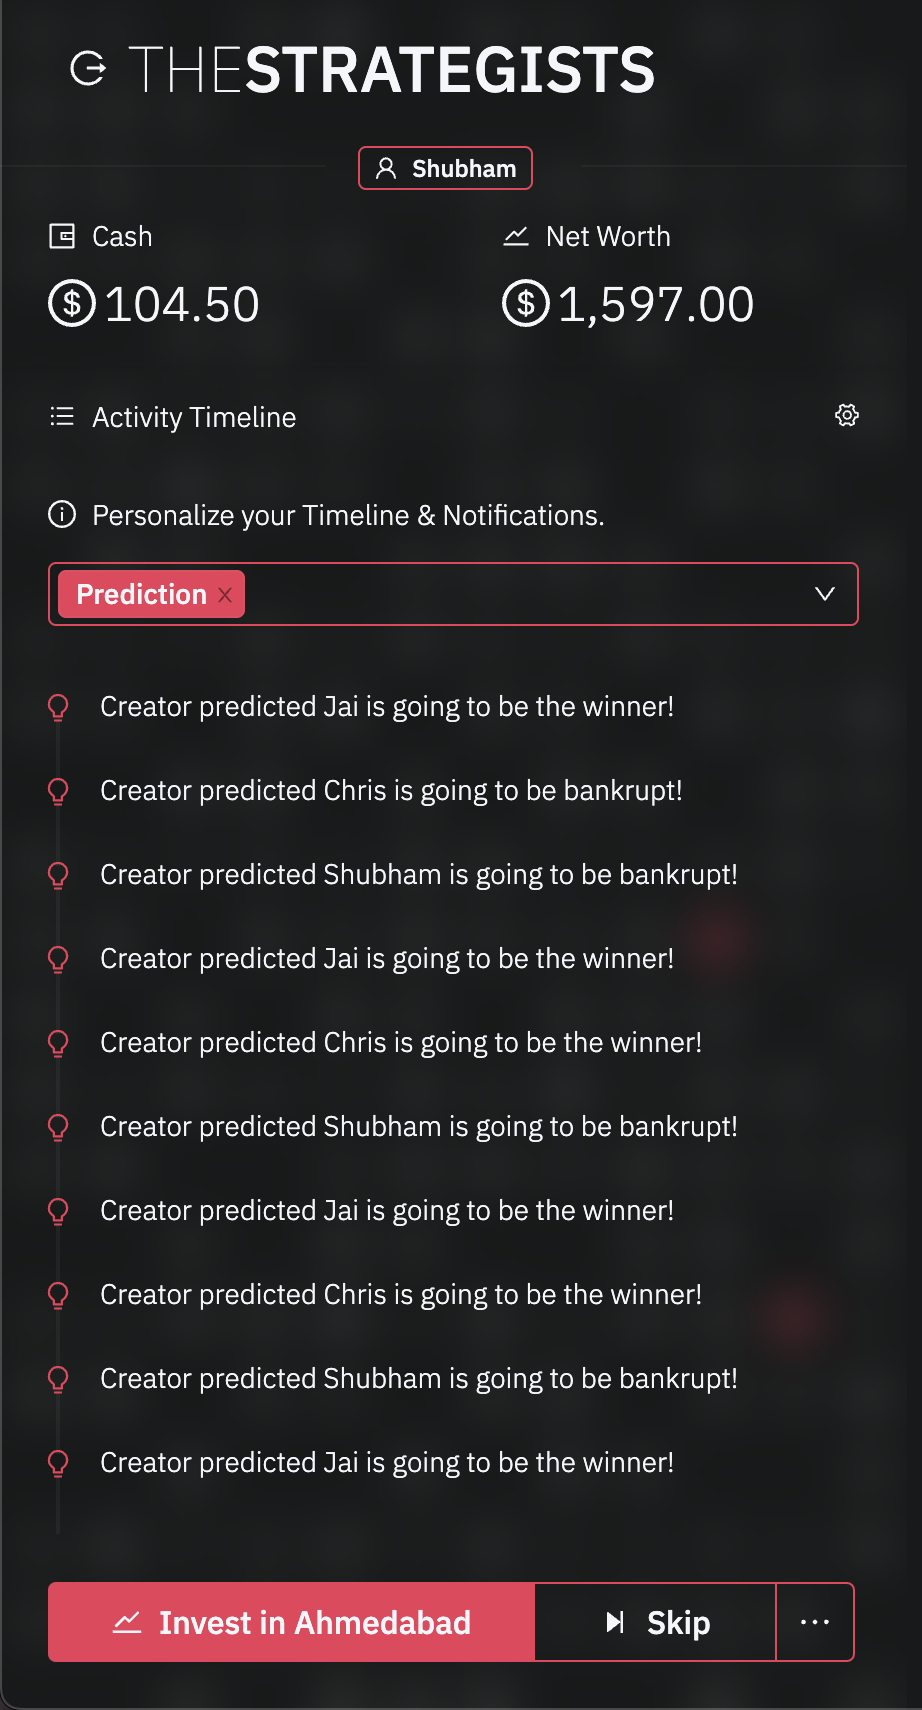 THESTRATEGISTS
Shubham
Cash
Net Worth
$ 104.50
$ 1,597.00
Activity Timeline
Personalize your Timeline & Notifications.
Prediction
Creator predicted Jai is going to be the winner!
Creator predicted Chris is going to be bankrupt!
Creator predicted Shubham is going to be bankrupt!
Creator predicted Jai is going to be the winner!
Creator predicted Chris is going to be the winner!
Creator predicted Shubham is going to be bankrupt!
Creator predicted Jai is going to be the winner!
Creator predicted Chris is going to be the winner!
Creator predicted Shubham is going to be bankrupt!
Creator predicted Jai is going to be the winner!
Invest in Ahmedabad
Skip